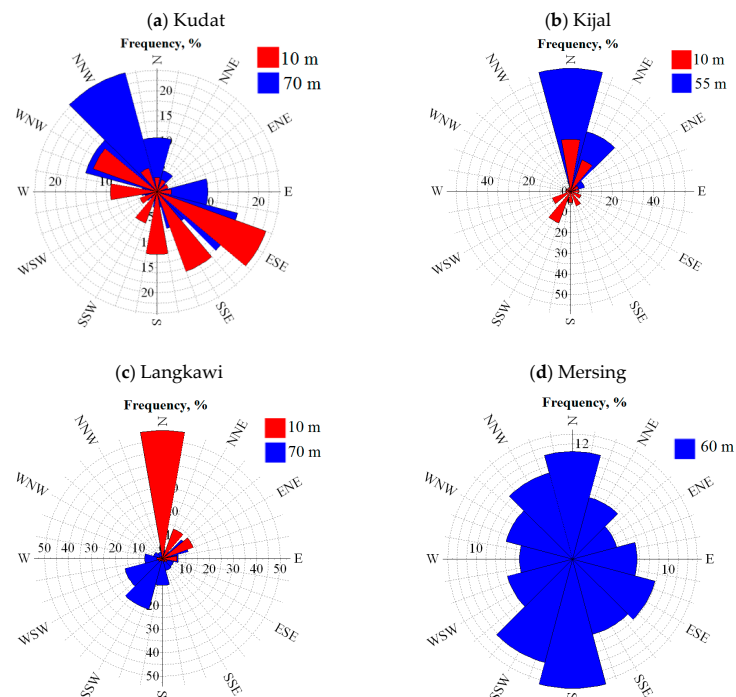 (a) Kudat
Frequency, %
N
10 m
70 m
NNW
NNE
20
15
WNW
ENE
W
20
10
20
E
WSW
ESE
15
20
SSW
SSE
S
(b) Kijal
Frequency, %
N
10 m
55 m
NNW
NNE
WNW
ENE
W
40
20
20
40
E
20
30
40
50
WSW
ESE
SSW
SSE
S
(c) Langkawi
Frequency, %
N
10 m
70 m
NNW
NNE
WNW
ENE
W
50 40 30 20 10
10 20 30 40 50
E
20
30
40
50
WSW
ESE
SSW
SSE
S
(d) Mersing
Frequency, %
N
60 m
12
NNW
NNE
WNW
ENE
10
W
10
E
WSW
ESE
SSW
SSE